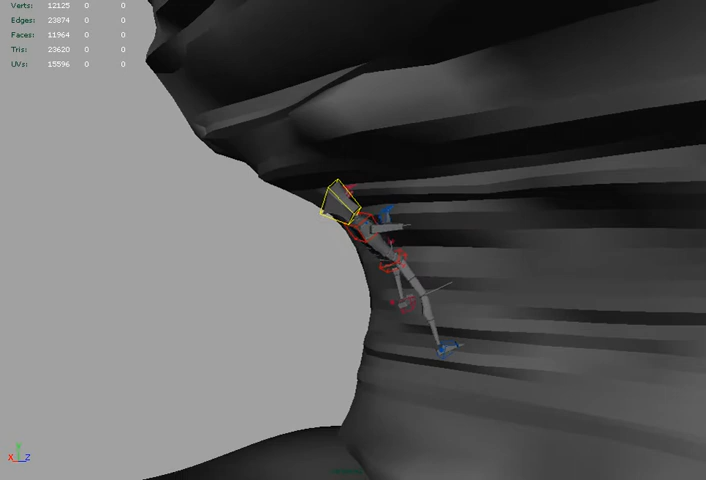 Verts: 12125 0 0
Edges: 23874 0 0
Faces: 11964 0 0
Tris: 23620 0 0
UVs: 15596 0 0
X Z